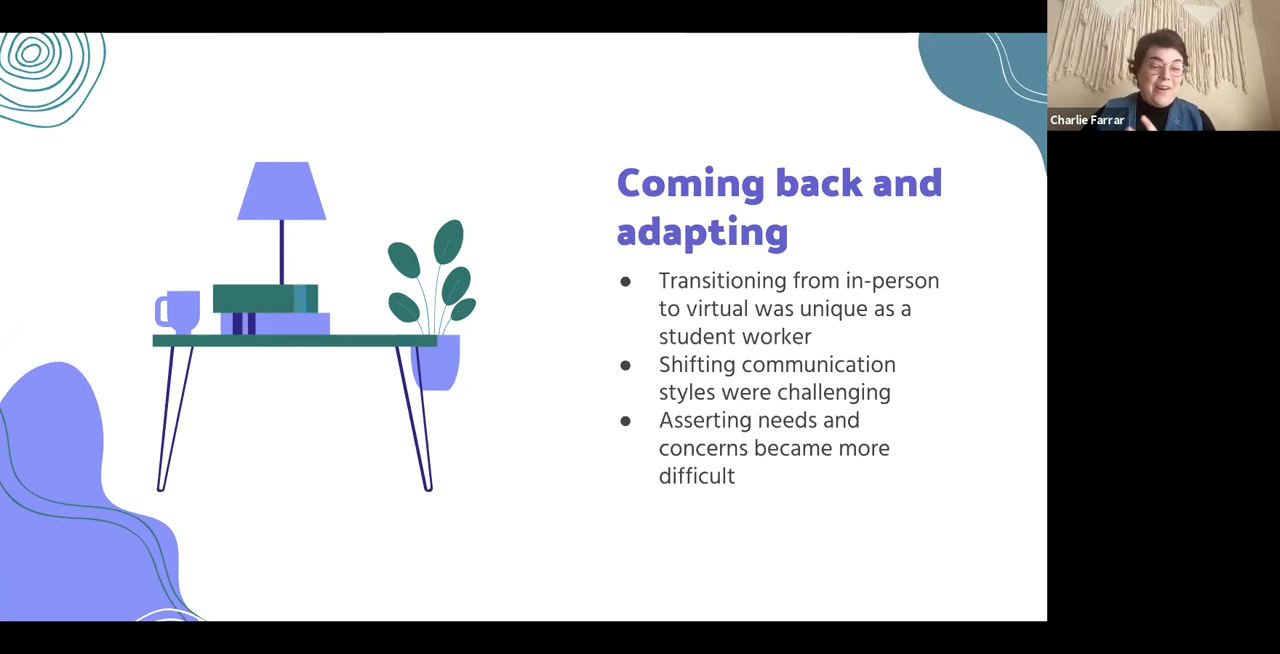 Charlie Farrar
Coming back and
adapting
● Transitioning from in-person
to virtual was unique as a
student worker
● Shifting communication
styles were challenging
● Asserting needs and
concerns became more
difficult